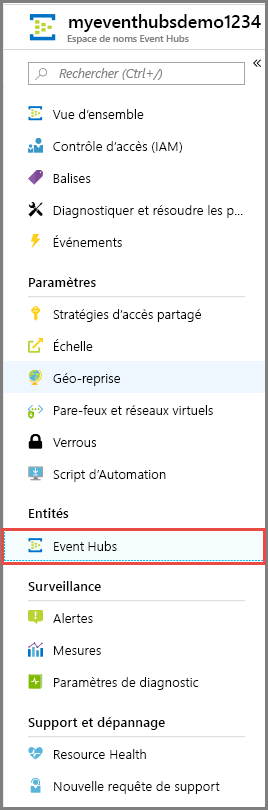 myeventhubsdemo1234
Espace de noms Event Hubs
Rechercher (Ctrl+/)
Vue d'ensemble
Contrôle d'accès (IAM)
Balises
Diagnostiquer et résoudre les p...
Événements
Paramètres
Stratégies d'accès partagé
Échelle
Géo-reprise
Pare-feux et réseaux virtuels
Verrous
Script d'Automation
Entités
Event Hubs
Surveillance
Alertes
Mesures
Paramètres de diagnostic
Support et dépannage
Resource Health
Nouvelle requête de support